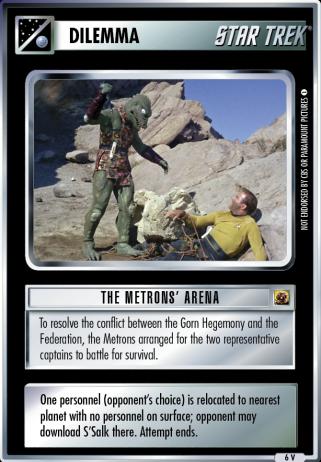 DILEMMA
STAR TREK®
NOT ENDORSED BY CBS OR PARAMOUNT PICTURES
THE METRONS' ARENA
To resolve the conflict between the Gorn Hegemony and the
Federation, the Metrons arranged for the two representative
captains to battle for survival.
One personnel (opponent's choice) is relocated to nearest
planet with no personnel on surface; opponent may
download S'Salk there. Attempt ends.
6 V